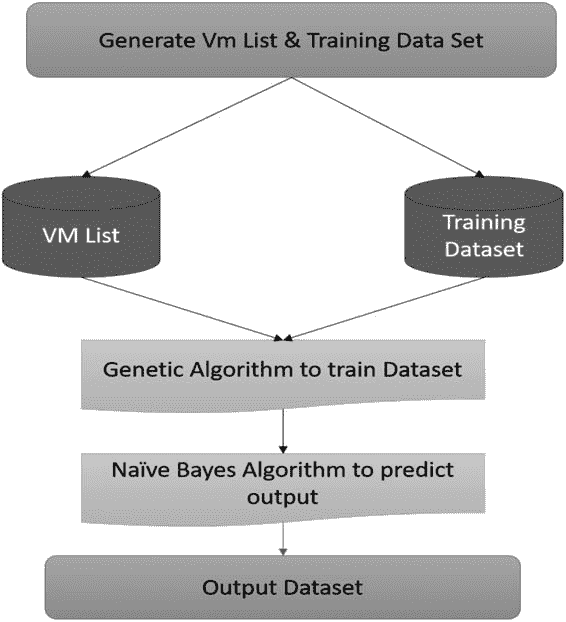 Generate Vm List & Training Data Set
VM List
Training
Dataset
Genetic Algorithm to train Dataset
Naïve Bayes Algorithm to predict
output
Output Dataset